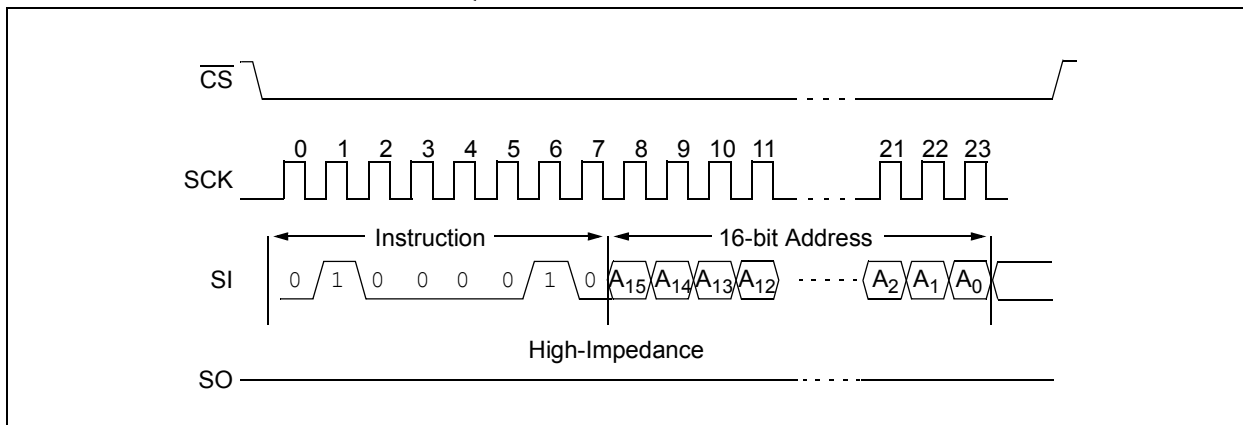 CS
0 1 2 3 4 5 6 7 8 9 10 11 21 22 23
SCK
Instruction 16-bit Address
SI 0 1 0 0 0 0 1 0 A15 A14 A13 A12 A2 A1 A0
High-Impedance
SO